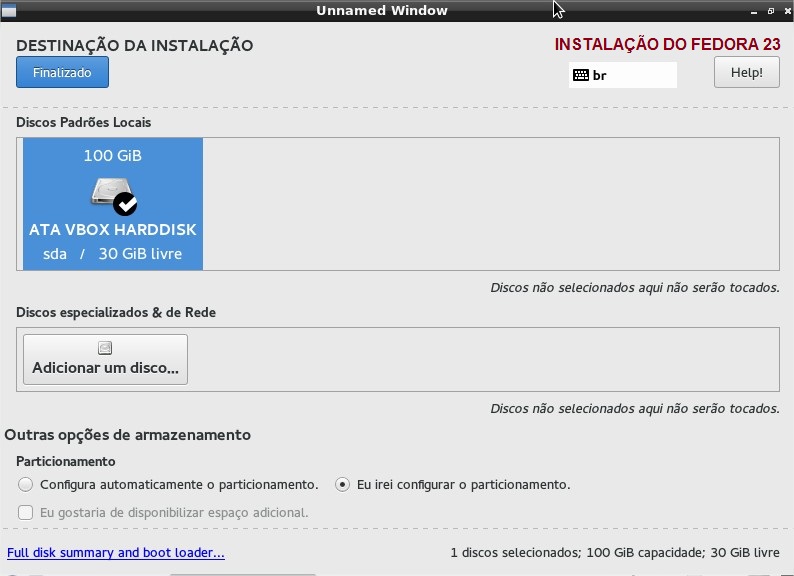 Unnamed Window
DESTINAÇÃO DA INSTALAÇÃO
INSTALAÇÃO DO FEDORA 23
Finalizado
br
Help!
Discos Padrões Locais
100 GiB
ATA VBOX HARDDISK
sda / 30 GiB livre
Discos não selecionados aqui não serão tocados.
Discos especializados & de Rede
Adicionar um disco...
Discos não selecionados aqui não serão tocados.
Outras opções de armazenamento
Particionamento
Configura automaticamente o particionamento.
Eu irei configurar o particionamento.
Eu gostaria de disponibilizar espaço adicional.
Full disk summary and boot loader...
1 discos selecionados; 100 GiB capacidade; 30 GiB livre